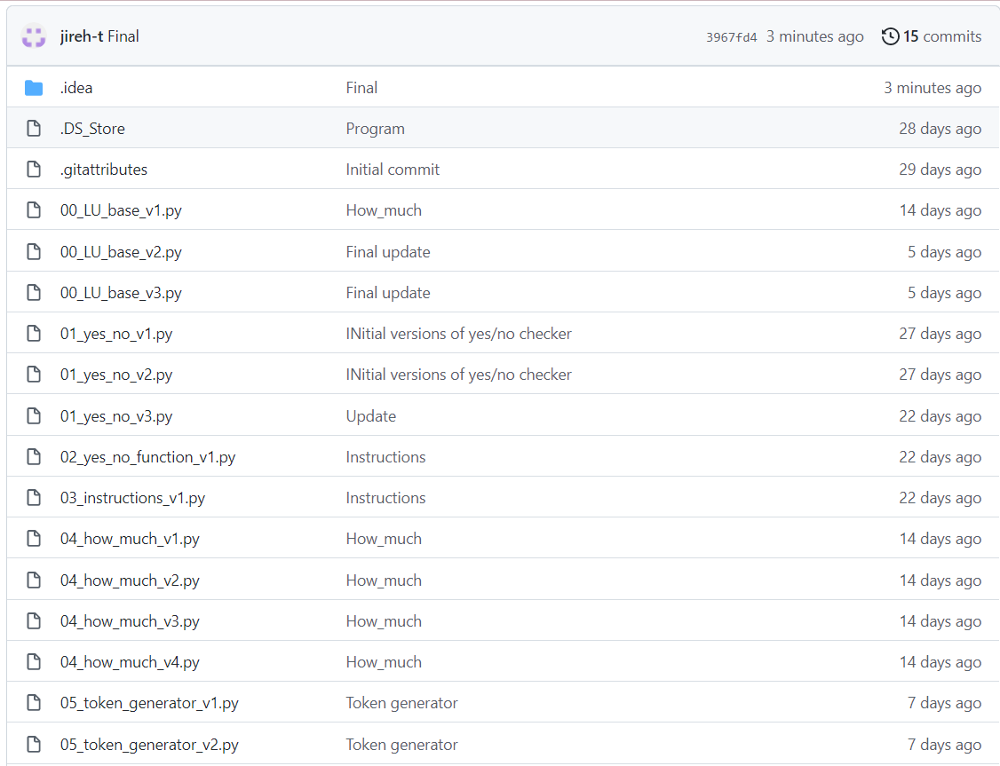 jireh-t Final 3967fd4 3 minutes ago 15 commits
.idea Final 3 minutes ago
.DS_Store Program 28 days ago
.gitattributes Initial commit 29 days ago
00_LU_base_v1.py How_much 14 days ago
00_LU_base_v2.py Final update 5 days ago
00_LU_base_v3.py Final update 5 days ago
01_yes_no_v1.py INitial versions of yes/no checker 27 days ago
01_yes_no_v2.py INitial versions of yes/no checker 27 days ago
01_yes_no_v3.py Update 22 days ago
02_yes_no_function_v1.py Instructions 22 days ago
03_instructions_v1.py Instructions 22 days ago
04_how_much_v1.py How_much 14 days ago
04_how_much_v2.py How_much 14 days ago
04_how_much_v3.py How_much 14 days ago
04_how_much_v4.py How_much 14 days ago
05_token_generator_v1.py Token generator 7 days ago
05_token_generator_v2.py Token generator 7 days ago